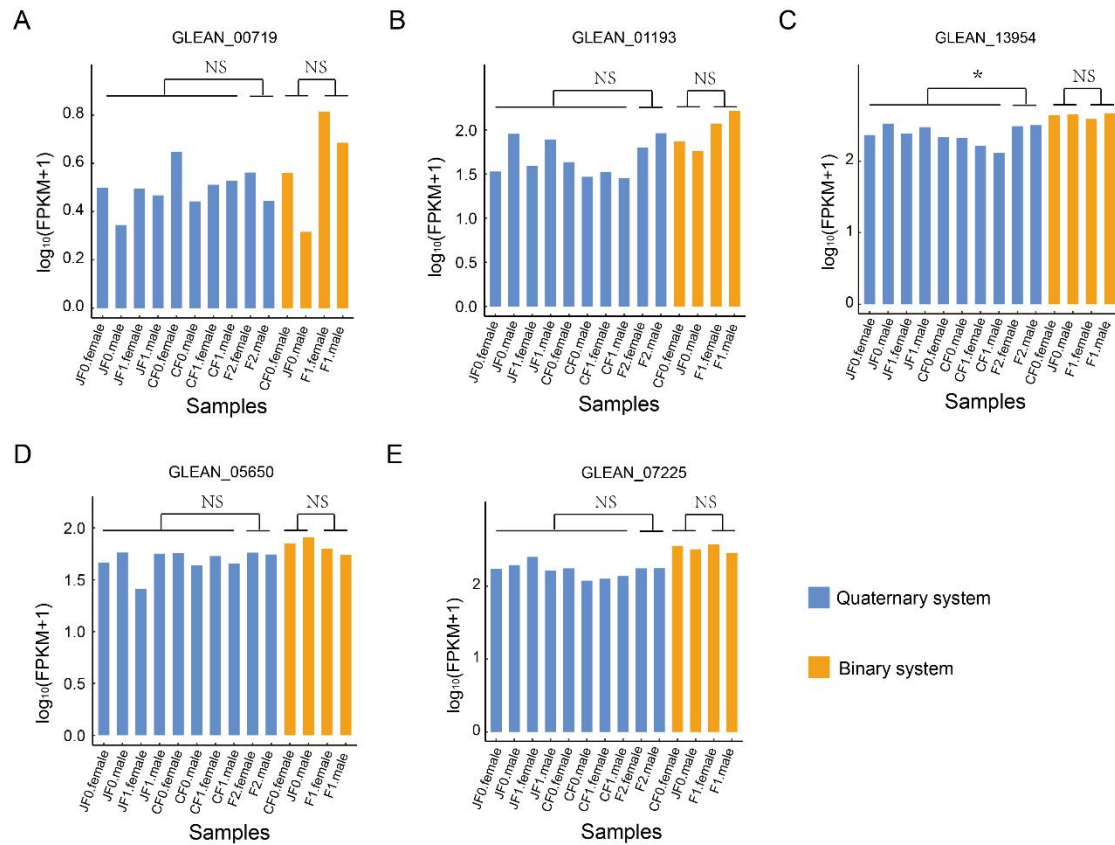 A
GLEAN_00719
NS
NS
log₁₀(FPKM+1)
0.8
0.6
0.4
0.2
0.0
JF0.female
JF0.male
JF1.female
JF1.male
CF0.female
CF0.male
CF1.female
CF1.male
F2.female
F2.male
CF0.female
JF0.male
F1.female
F1.male
Samples
B
GLEAN_01193
NS
NS
log₁₀(FPKM+1)
2.0
1.5
1.0
0.5
0.0
JF0.female
JF0.male
JF1.female
JF1.male
CF0.female
CF0.male
CF1.female
CF1.male
F2.female
F2.male
CF0.female
JF0.male
F1.female
F1.male
Samples
C
GLEAN_13954
*
NS
log₁₀(FPKM+1)
2
2
0
JF0.female
JF0.male
JF1.female
JF1.male
CF0.female
CF0.male
CF1.female
CF1.male
F2.female
F2.male
CF0.female
JF0.male
F1.female
F1.male
Samples
D
GLEAN_05650
NS
NS
log₁₀(FPKM+1)
2.0
1.5
1.0
0.5
0.0
JF0.female
JF0.male
JF1.female
JF1.male
CF0.female
CF0.male
CF1.female
CF1.male
F2.female
F2.male
CF0.female
JF0.male
F1.female
F1.male
Samples
E
GLEAN_07225
NS
NS
log₁₀(FPKM+1)
2
1
0
JF0.female
JF0.male
JF1.female
JF1.male
CF0.female
CF0.male
CF1.female
CF1.male
F2.female
F2.male
CF0.female
JF0.male
F1.female
F1.male
Samples
Quaternary system
Binary system